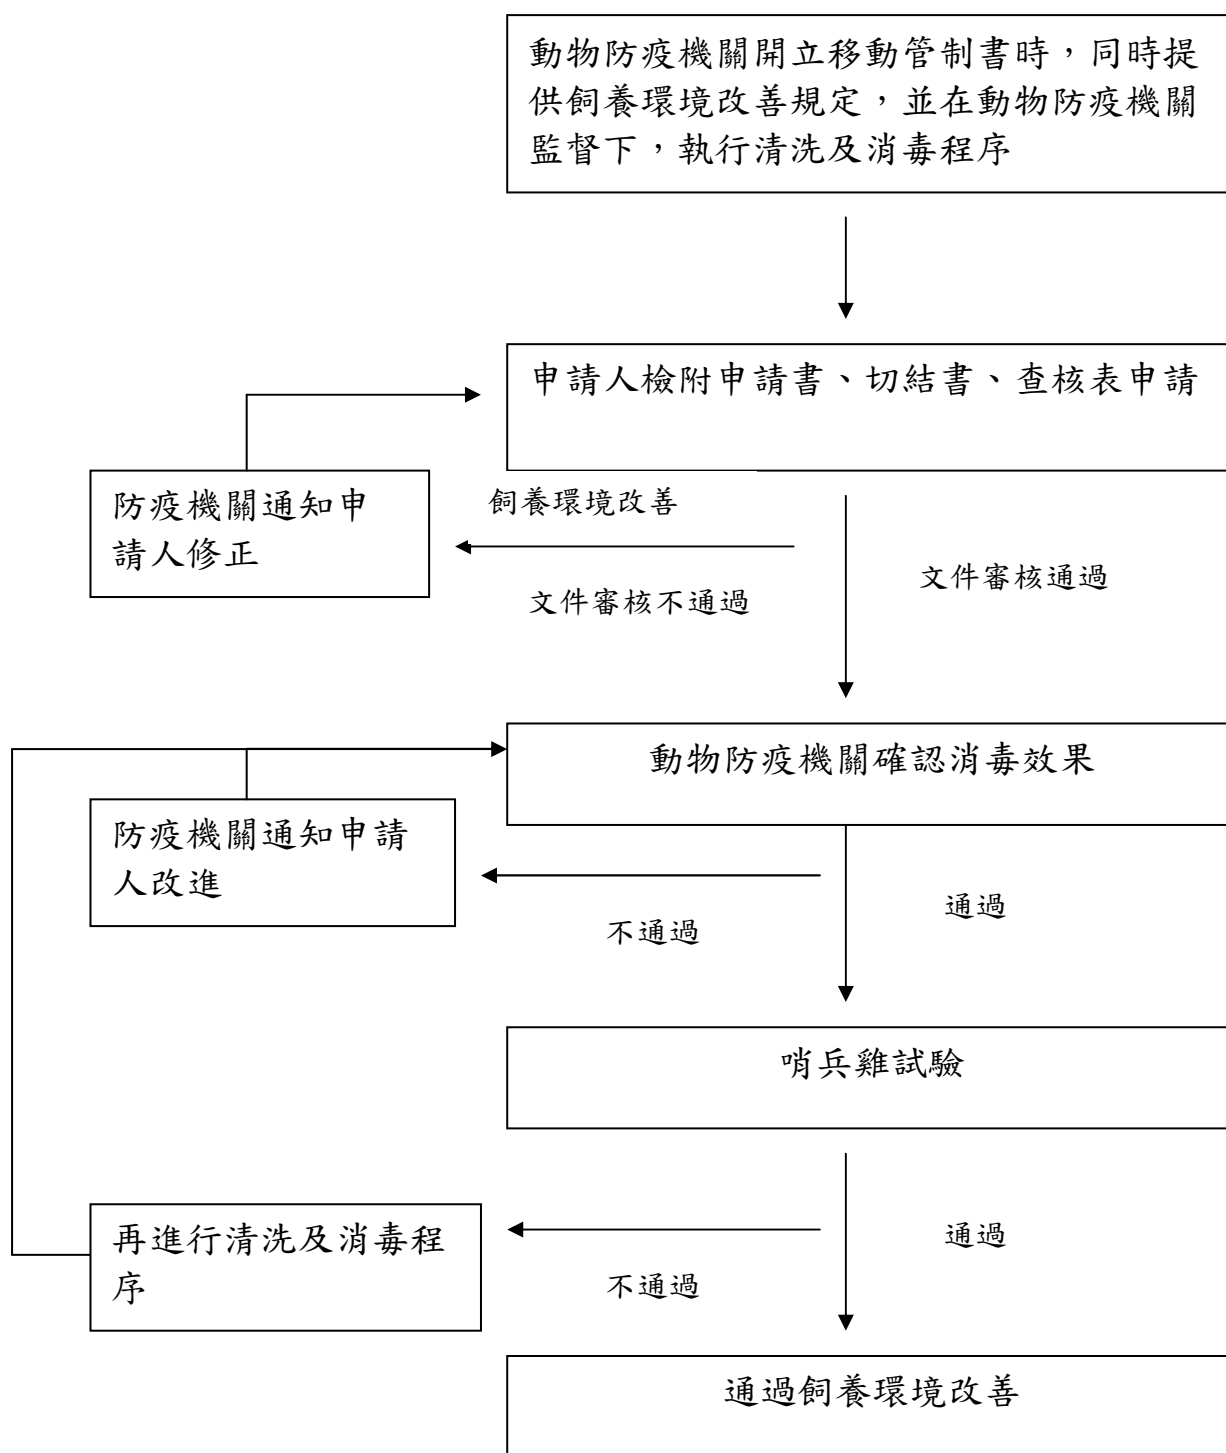 動物防疫機關開立移動管制書時，同時提
供飼養環境改善規定，並在動物防疫機關
監督下，執行清洗及消毒程序
申請人檢附申請書、切結書、查核表申請
防疫機關通知申
請人修正
飼養環境改善
文件審核不通過
文件審核通過
動物防疫機關確認消毒效果
防疫機關通知申請
人改進
不通過
通過
哨兵雞試驗
再進行清洗及消毒程
序
不通過
通過
通過飼養環境改善